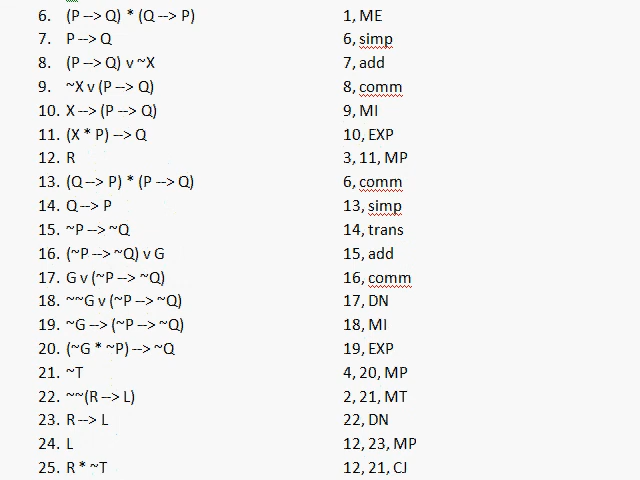 6. (P --> Q) * (Q --> P) 1, ME
7. P --> Q 6, simp
8. (P --> Q) v ~X 7, add
9. ~X v (P --> Q) 8, comm
10. X --> (P --> Q) 9, MI
11. (X * P) --> Q 10, EXP
12. R 3, 11, MP
13. (Q --> P) * (P --> Q) 6, comm
14. Q --> P 13, simp
15. ~P --> ~Q 14, trans
16. (~P --> ~Q) v G 15, add
17. G v (~P --> ~Q) 16, comm
18. ~~G v (~P --> ~Q) 17, DN
19. ~G --> (~P --> ~Q) 18, MI
20. (~G * ~P) --> ~Q 19, EXP
21. ~T 4, 20, MP
22. ~~(R --> L) 2, 21, MT
23. R --> L 22, DN
24. L 12, 23, MP
25. R * ~T 12, 21, CJ